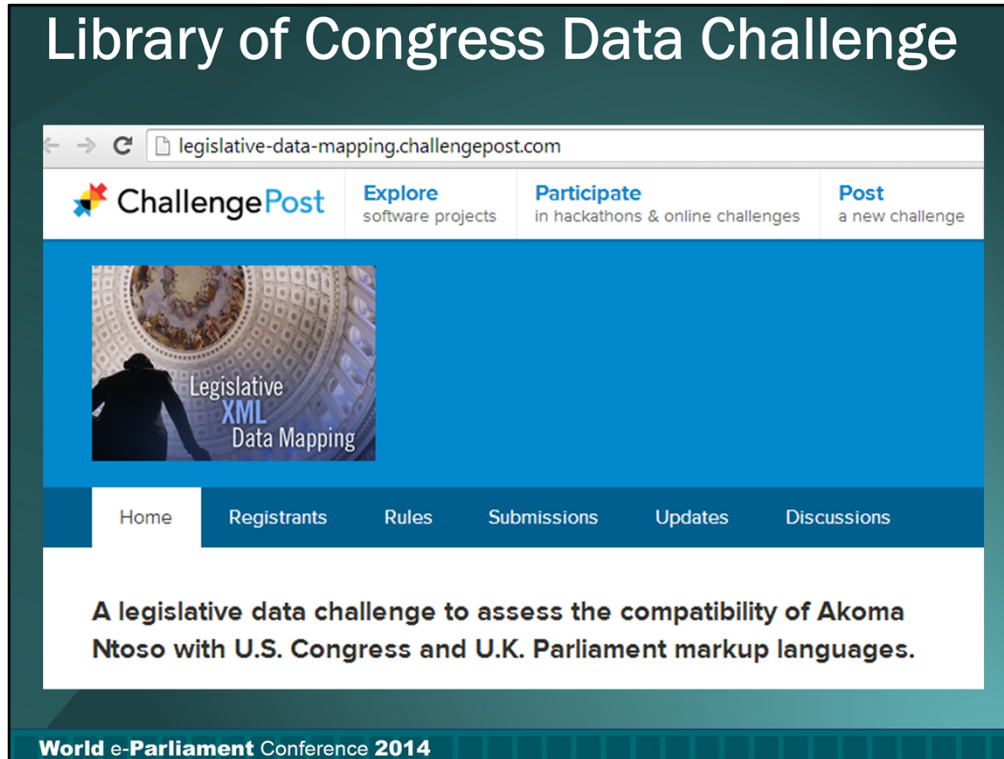 Library of Congress Data Challenge
legislative-data-mapping.challengepost.com
ChallengePost
Explore
software projects
Participate
in hackathons & online challenges
Post
a new challenge
Legislative
XML
Data Mapping
Home Registrants Rules Submissions Updates Discussions
A legislative data challenge to assess the compatibility of Akoma
Ntoso with U.S. Congress and U.K. Parliament markup languages.
World e-Parliament Conference 2014